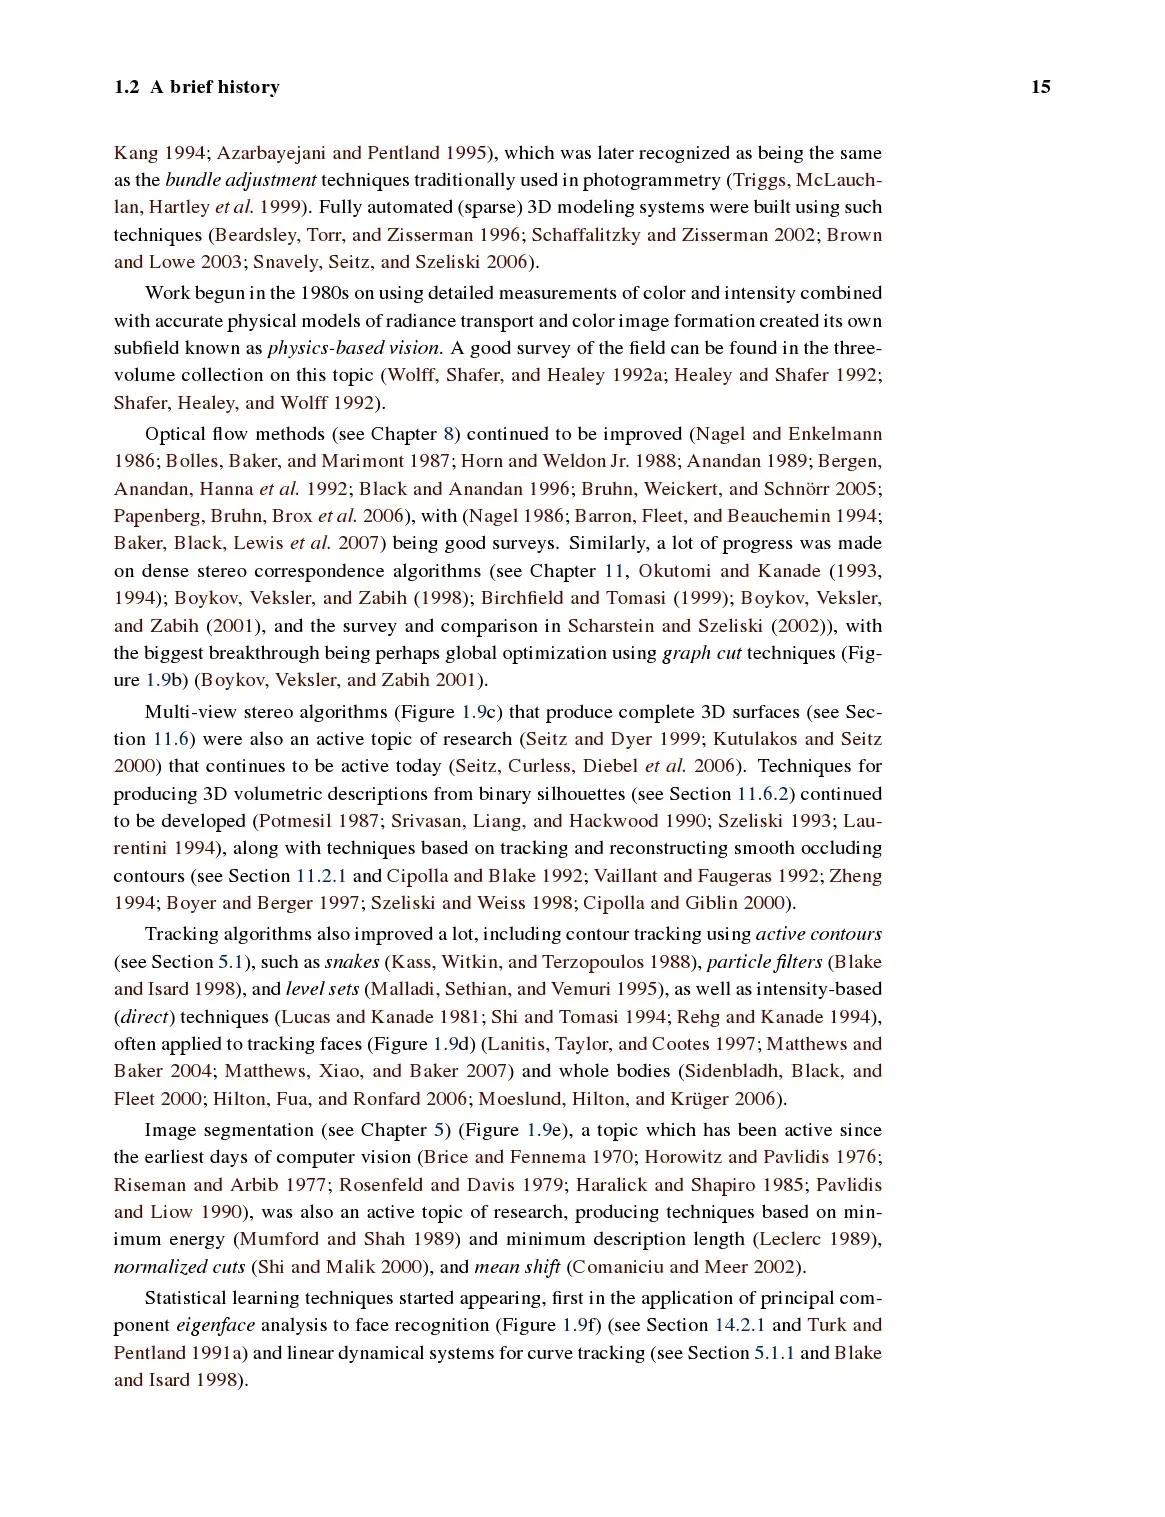 1.2 A brief history 15
Kang 1994; Azarbayejani and Pentland 1995), which was later recognized as being the same
as the bundle adjustment techniques traditionally used in photogrammetry (Triggs, McLauch-
lan, Hartley et al. 1999). Fully automated (sparse) 3D modeling systems were built using such
techniques (Beardsley, Torr, and Zisserman 1996; Schaffalitzky and Zisserman 2002; Brown
and Lowe 2003; Snavely, Seitz, and Szeliski 2006).
Work begun in the 1980s on using detailed measurements of color and intensity combined
with accurate physical models of radiance transport and color image formation created its own
subfield known as physics-based vision. A good survey of the field can be found in the three-
volume collection on this topic (Wolff, Shafer, and Healey 1992a; Healey and Shafer 1992;
Shafer, Healey, and Wolff 1992).
Optical flow methods (see Chapter 8) continued to be improved (Nagel and Enkelmann
1986; Bolles, Baker, and Marimont 1987; Horn and Weldon Jr. 1988; Anandan 1989; Bergen,
Anandan, Hanna et al. 1992; Black and Anandan 1996; Bruhn, Weickert, and Schnörr 2005;
Papenberg, Bruhn, Brox et al. 2006), with (Nagel 1986; Barron, Fleet, and Beauchemin 1994;
Baker, Black, Lewis et al. 2007) being good surveys. Similarly, a lot of progress was made
on dense stereo correspondence algorithms (see Chapter 11, Okutomi and Kanade (1993,
1994); Boykov, Veksler, and Zabih (1998); Birchfield and Tomasi (1999); Boykov, Veksler,
and Zabih (2001), and the survey and comparison in Scharstein and Szeliski (2002)), with
the biggest breakthrough being perhaps global optimization using graph cut techniques (Fig-
ure 1.9b) (Boykov, Veksler, and Zabih 2001).
Multi-view stereo algorithms (Figure 1.9c) that produce complete 3D surfaces (see Sec-
tion 11.6) were also an active topic of research (Seitz and Dyer 1999; Kutulakos and Seitz
2000) that continues to be active today (Seitz, Curless, Diebel et al. 2006). Techniques for
producing 3D volumetric descriptions from binary silhouettes (see Section 11.6.2) continued
to be developed (Potmesil 1987; Srivasan, Liang, and Hackwood 1990; Szeliski 1993; Lau-
rentini 1994), along with techniques based on tracking and reconstructing smooth occluding
contours (see Section 11.2.1 and Cipolla and Blake 1992; Vaillant and Faugeras 1992; Zheng
1994; Boyer and Berger 1997; Szeliski and Weiss 1998; Cipolla and Giblin 2000).
Tracking algorithms also improved a lot, including contour tracking using active contours
(see Section 5.1), such as snakes (Kass, Witkin, and Terzopoulos 1988), particle filters (Blake
and Isard 1998), and level sets (Malladi, Sethian, and Vemuri 1995), as well as intensity-based
(direct) techniques (Lucas and Kanade 1981; Shi and Tomasi 1994; Rehg and Kanade 1994),
often applied to tracking faces (Figure 1.9d) (Lanitis, Taylor, and Cootes 1997; Matthews and
Baker 2004; Matthews, Xiao, and Baker 2007) and whole bodies (Sidenbladh, Black, and
Fleet 2000; Hilton, Fua, and Ronfard 2006; Moeslund, Hilton, and Krüger 2006).
Image segmentation (see Chapter 5) (Figure 1.9e), a topic which has been active since
the earliest days of computer vision (Brice and Fennema 1970; Horowitz and Pavlidis 1976;
Riseman and Arbib 1977; Rosenfeld and Davis 1979; Haralick and Shapiro 1985; Pavlidis
and Liow 1990), was also an active topic of research, producing techniques based on min-
imum energy (Mumford and Shah 1989) and minimum description length (Leclerc 1989),
normalized cuts (Shi and Malik 2000), and mean shift (Comaniciu and Meer 2002).
Statistical learning techniques started appearing, first in the application of principal com-
ponent eigenface analysis to face recognition (Figure 1.9f) (see Section 14.2.1 and Turk and
Pentland 1991a) and linear dynamical systems for curve tracking (see Section 5.1.1 and Blake
and Isard 1998).